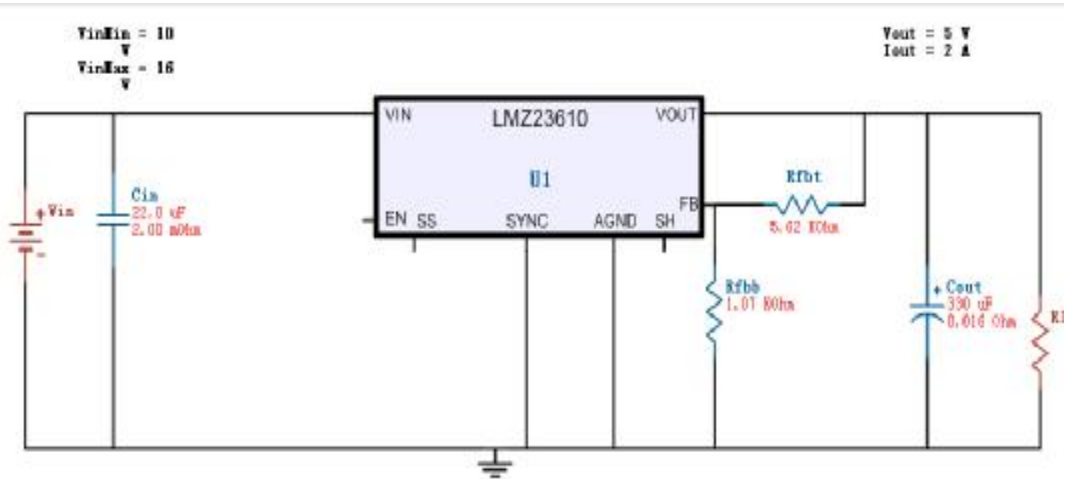 VinMin = 10
V
VinMax = 16
V
Vout = 5 V
Iout = 2 A
VIN
LMZ23610
VOUT
U1
Rfbt
5.62 KOhm
FB
EN
SS
SYNC
AGND
SH
Vin
+
-
Cin
22.0 uF
2.00 mOhm
Rfbb
1.07 KOhm
+
Cout
330 uF
0.016 Ohm